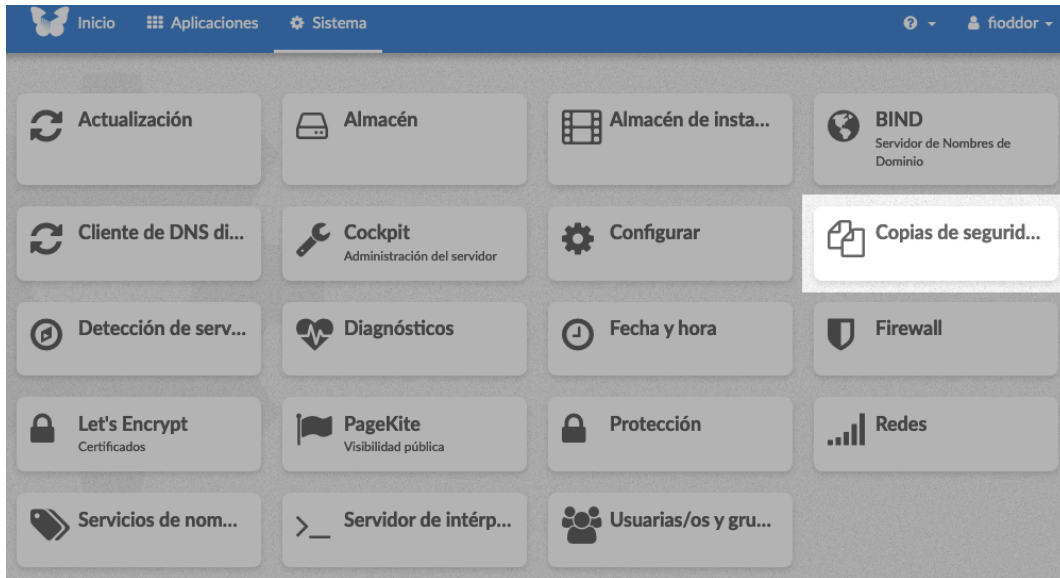 Inicio Aplicaciones Sistema fioddor
Actualización
Almacén
Almacén de insta...
BIND
Servidor de Nombres de
Dominio
Cliente de DNS di...
Cockpit
Administración del servidor
Configurar
Copias de segurid...
Detección de serv...
Diagnósticos
Fecha y hora
Firewall
Let's Encrypt
Certificados
PageKite
Visibilidad pública
Protección
Redes
Servicios de nom...
Servidor de intérp...
Usuarias/os y gru...